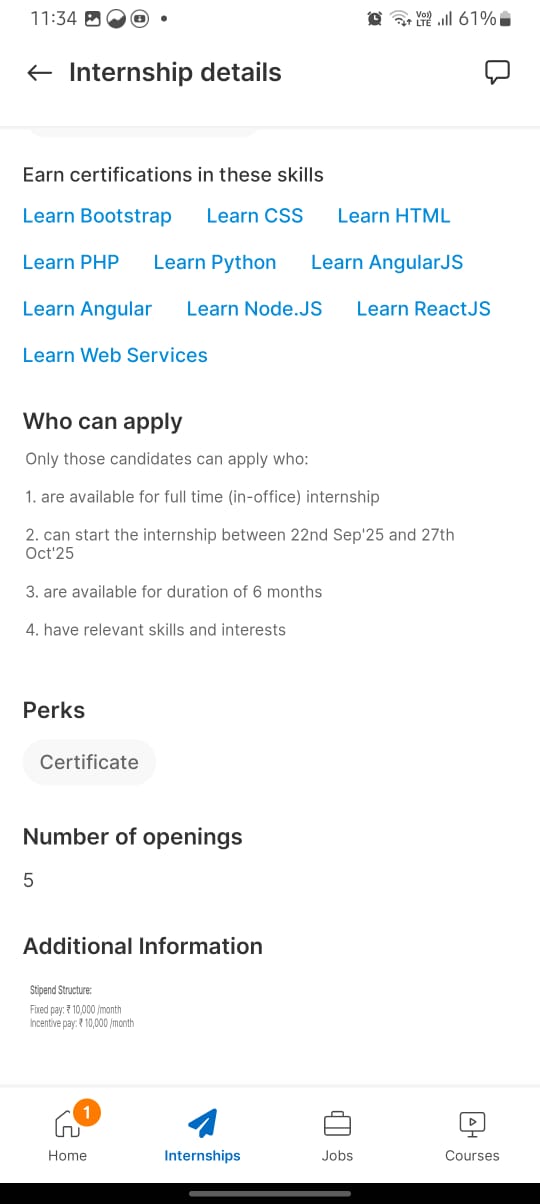 11:34
Vo)) LTE 61%
Internship details
Earn certifications in these skills
Learn Bootstrap Learn CSS Learn HTML
Learn PHP Learn Python Learn AngularJS
Learn Angular Learn Node.JS Learn ReactJS
Learn Web Services
Who can apply
Only those candidates can apply who:
1. are available for full time (in-office) internship
2. can start the internship between 22nd Sep'25 and 27th
Oct'25
3. are available for duration of 6 months
4. have relevant skills and interests
Perks
Certificate
Number of openings
5
Additional Information
Stipend Structure:
Fixed pay: ₹ 10,000 /month
Incentive pay: ₹ 10,000 /month
1
Home Internships Jobs Courses